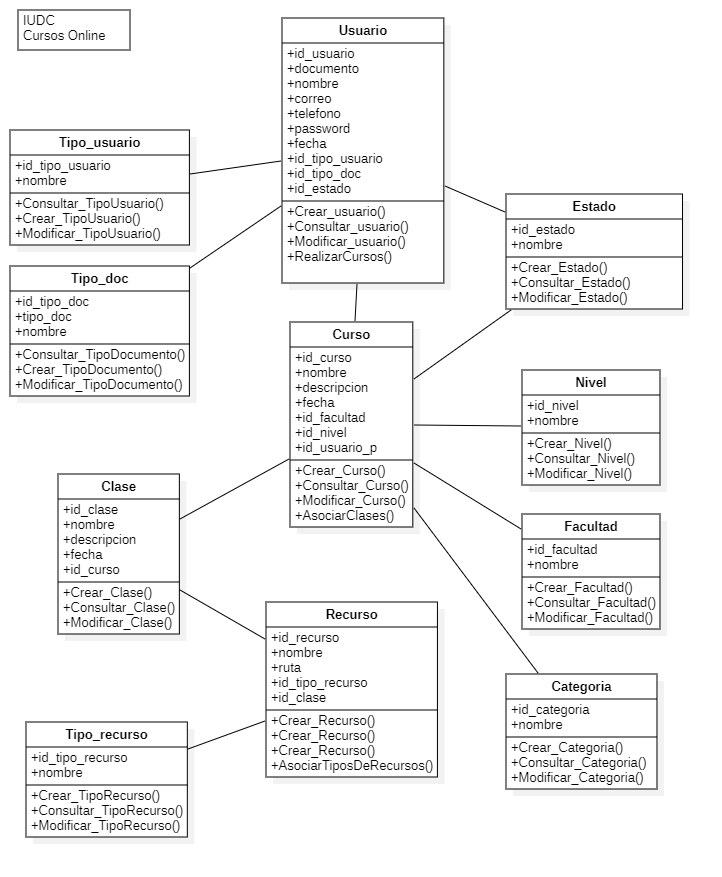 IUDC
Cursos Online
Usuario
+id_usuario
+documento
+nombre
+correo
+telefono
+password
+fecha
+id_tipo_usuario
+id_tipo_doc
+id_estado
+Crear_usuario()
+Consultar_usuario()
+Modificar_usuario()
+RealizarCursos()
Tipo_usuario
+id_tipo_usuario
+nombre
+Consultar_TipoUsuario()
+Crear_TipoUsuario()
+Modificar_TipoUsuario()
Estado
+id_estado
+nombre
+Crear_Estado()
+Consultar_Estado()
+Modificar_Estado()
Tipo_doc
+id_tipo_doc
+tipo_doc
+nombre
+Consultar_TipoDocumento()
+Crear_TipoDocumento()
+Modificar_TipoDocumento()
Curso
+id_curso
+nombre
+descripcion
+fecha
+id_facultad
+id_nivel
+id_usuario_p
+Crear_Curso()
+Consultar_Curso()
+Modificar_Curso()
+AsociarClases()
Nivel
+id_nivel
+nombre
+Crear_Nivel()
+Consultar_Nivel()
+Modificar_Nivel()
Clase
+id_clase
+nombre
+descripcion
+fecha
+id_curso
+Crear_Clase()
+Consultar_Clase()
+Modificar_Clase()
Facultad
+id_facultad
+nombre
+Crear_Facultad()
+Consultar_Facultad()
+Modificar_Facultad()
Recurso
+id_recurso
+nombre
+ruta
+id_tipo_recurso
+id_clase
+Crear_Recurso()
+Crear_Recurso()
+Crear_Recurso()
+AsociarTiposDeRecursos()
Categoria
+id_categoria
+nombre
+Crear_Categoria()
+Consultar_Categoria()
+Modificar_Categoria()
Tipo_recurso
+id_tipo_recurso
+nombre
+Crear_TipoRecurso()
+Consultar_TipoRecurso()
+Modificar_TipoRecurso()